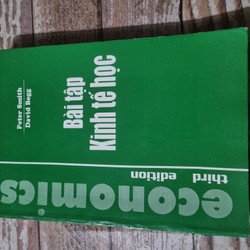 Peter Smith
David Begg
Bài tập
Kinh tế học
economics
third edition